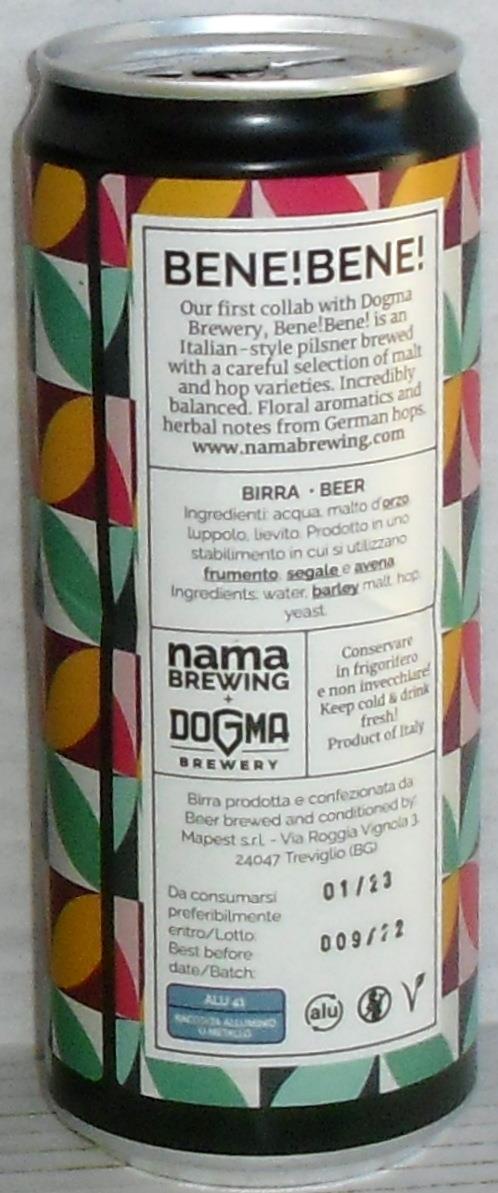 BENE!BENE!
Our first collab with Dogma
Brewery, Bene!Bene! is an
Italian-style pilsner brewed
with a careful selection of malt
and hop varieties. Incredibly
balanced. Floral aromatics and
herbal notes from German hops.
www.namabrewing.com
BIRRA · BEER
Ingredienti: acqua, malto d'orzo,
luppolo, lievito. Prodotto in uno
stabilimento in cui si utilizzano
frumento, segale e avena.
Ingredients: water, barley malt, hop,
yeast.
nama
BREWING
+
DOGMA
BREWERY
Conservare
in frigorifero
e non invecchiare!
Keep cold & drink
fresh!
Product of Italy
Birra prodotta e confezionata da
Beer brewed and conditioned by:
Mapest s.r.l. - Via Roggia Vignola 3,
24047 Treviglio (BG)
Da consumarsi
preferibilmente
entro/Lotto:
Best before
date/Batch:
01/23
009/22
ALU 41
RACCOLTA ALLUMINIO
O METALLO
alu